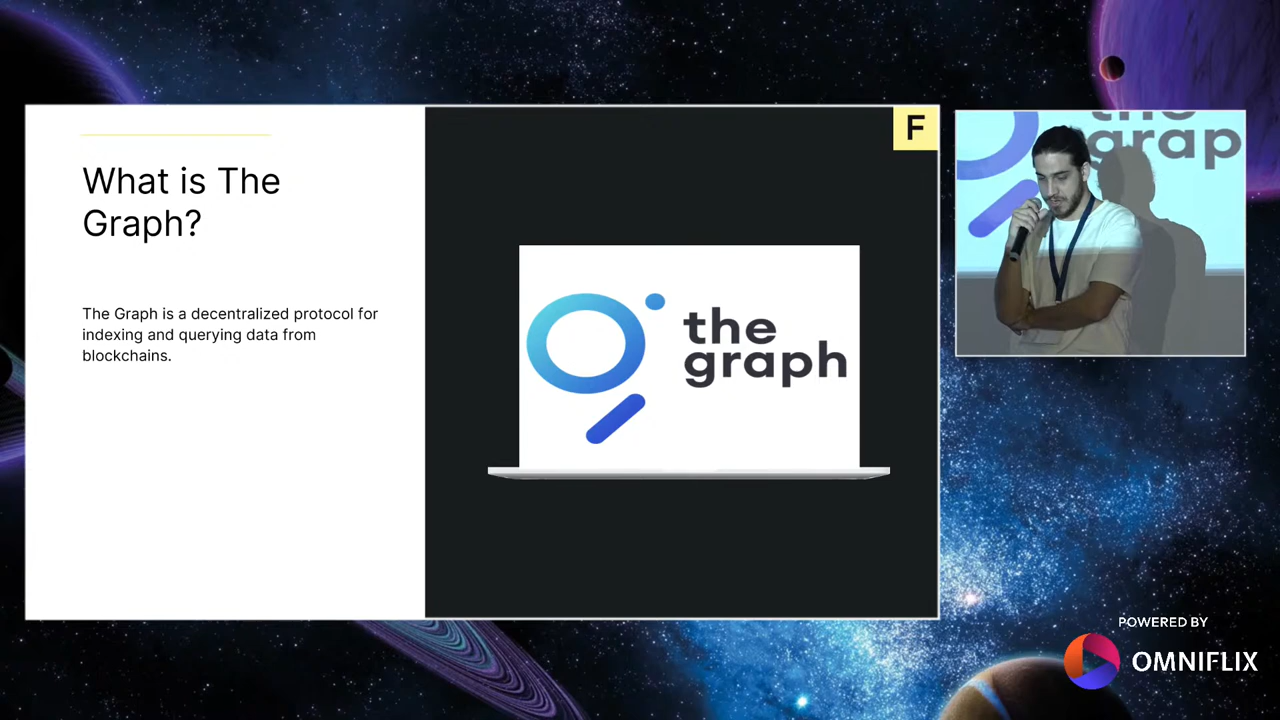 What is The
Graph?
The Graph is a decentralized protocol for
indexing and querying data from
blockchains.
F
the
graph
the
grap
POWERED BY
OMNIFLIX